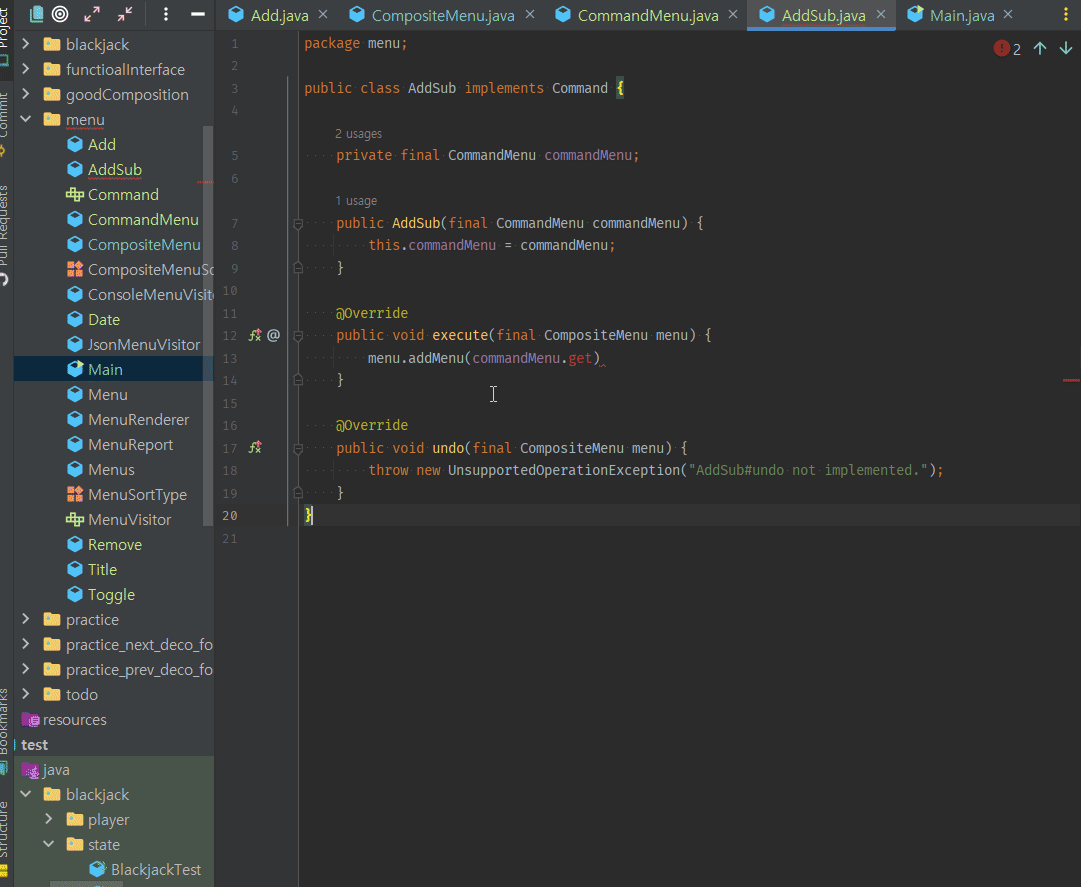 Project
Commit
Pull Requests
Bookmarks
Structure
blackjack
functioalInterface
goodComposition
menu
Add
AddSub
Command
CommandMenu
CompositeMenu
CompositeMenuSc
ConsoleMenuVisit
Date
JsonMenuVisitor
Main
Menu
MenuRenderer
MenuReport
Menus
MenuSortType
MenuVisitor
Remove
Title
Toggle
practice
practice_next_deco_fo
practice_prev_deco_fo
todo
resources
test
java
blackjack
player
state
BlackjackTest
Add.java
CompositeMenu.java
CommandMenu.java
AddSub.java
Main.java
2
1 package menu;
2
3 public class AddSub implements Command {
4
2 usages
5 private final CommandMenu commandMenu;
6
1 usage
7 public AddSub(final CommandMenu commandMenu) {
8 this.commandMenu = commandMenu;
9 }
10
11 @Override
12 @ public void execute(final CompositeMenu menu) {
13 menu.addMenu(commandMenu.get)
14 }
15
16 @Override
17 public void undo(final CompositeMenu menu) {
18 throw new UnsupportedOperationException("AddSub#undo not implemented.");
19 }
20 }
21